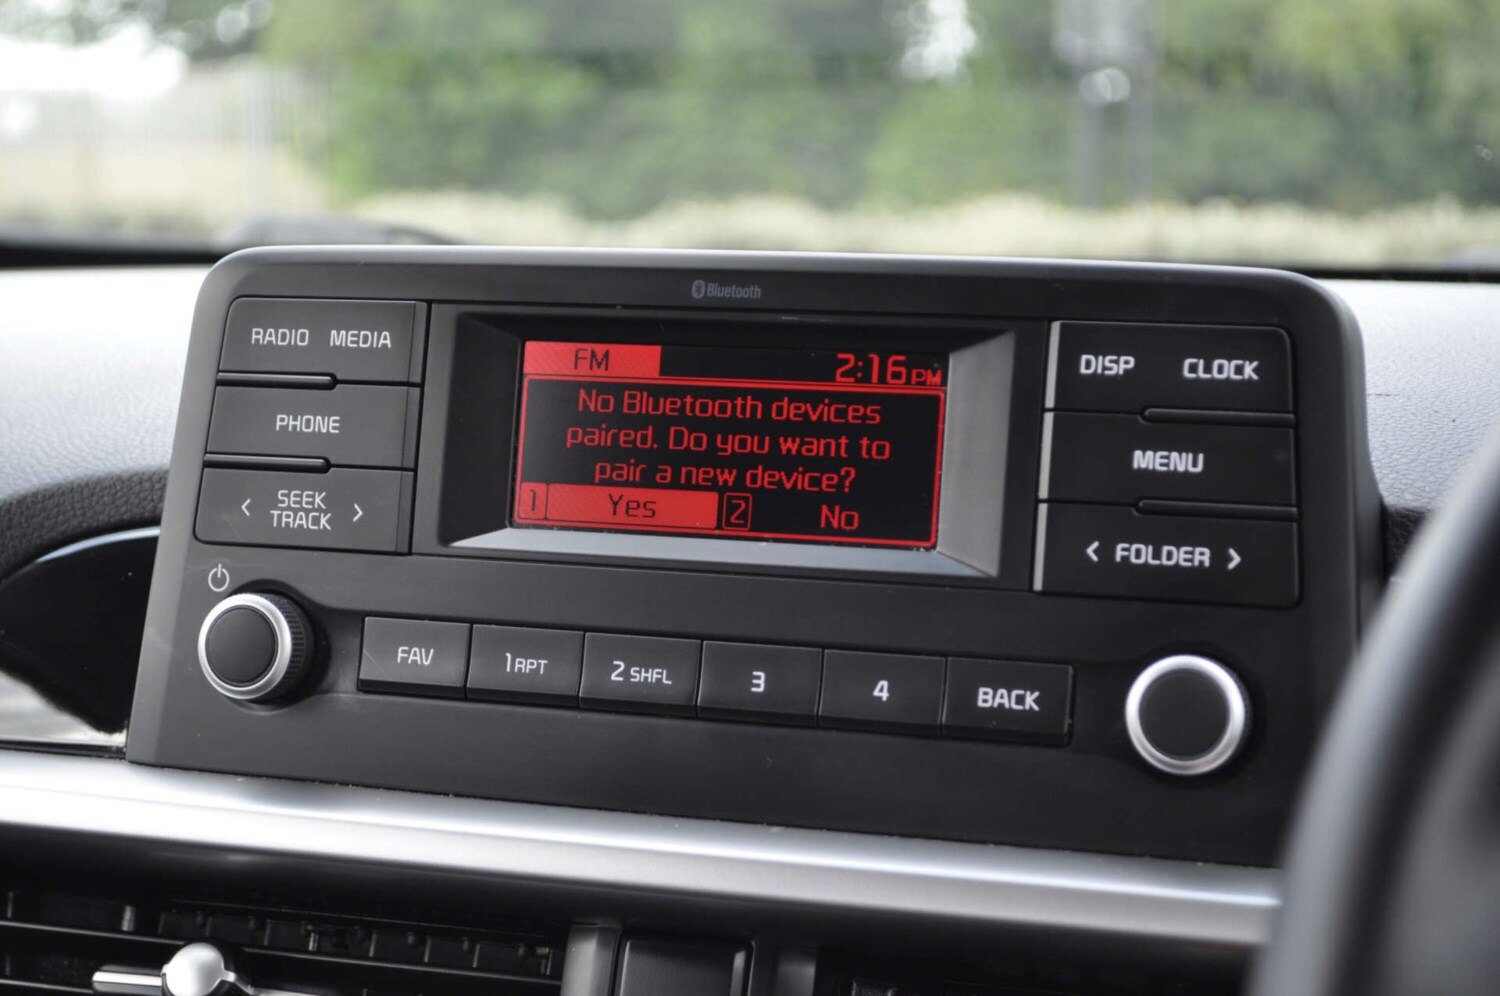 Bluetooth
RADIO MEDIA
PHONE
< SEEK >
TRACK
FM 2:16 PM
No Bluetooth devices
paired. Do you want to
pair a new device?
1 Yes 2 No
DISP CLOCK
MENU
< FOLDER >
FAV 1 RPT 2 SHFL 3 4 BACK